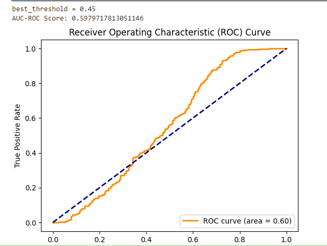 best_threshold = 0.45
AUC-ROC Score: 0.5979717813051146
Receiver Operating Characteristic (ROC) Curve
1.0
0.8
0.6
0.4
0.2
0.0
True Positive Rate
ROC curve (area = 0.60)
0.0 0.2 0.4 0.6 0.8 1.0